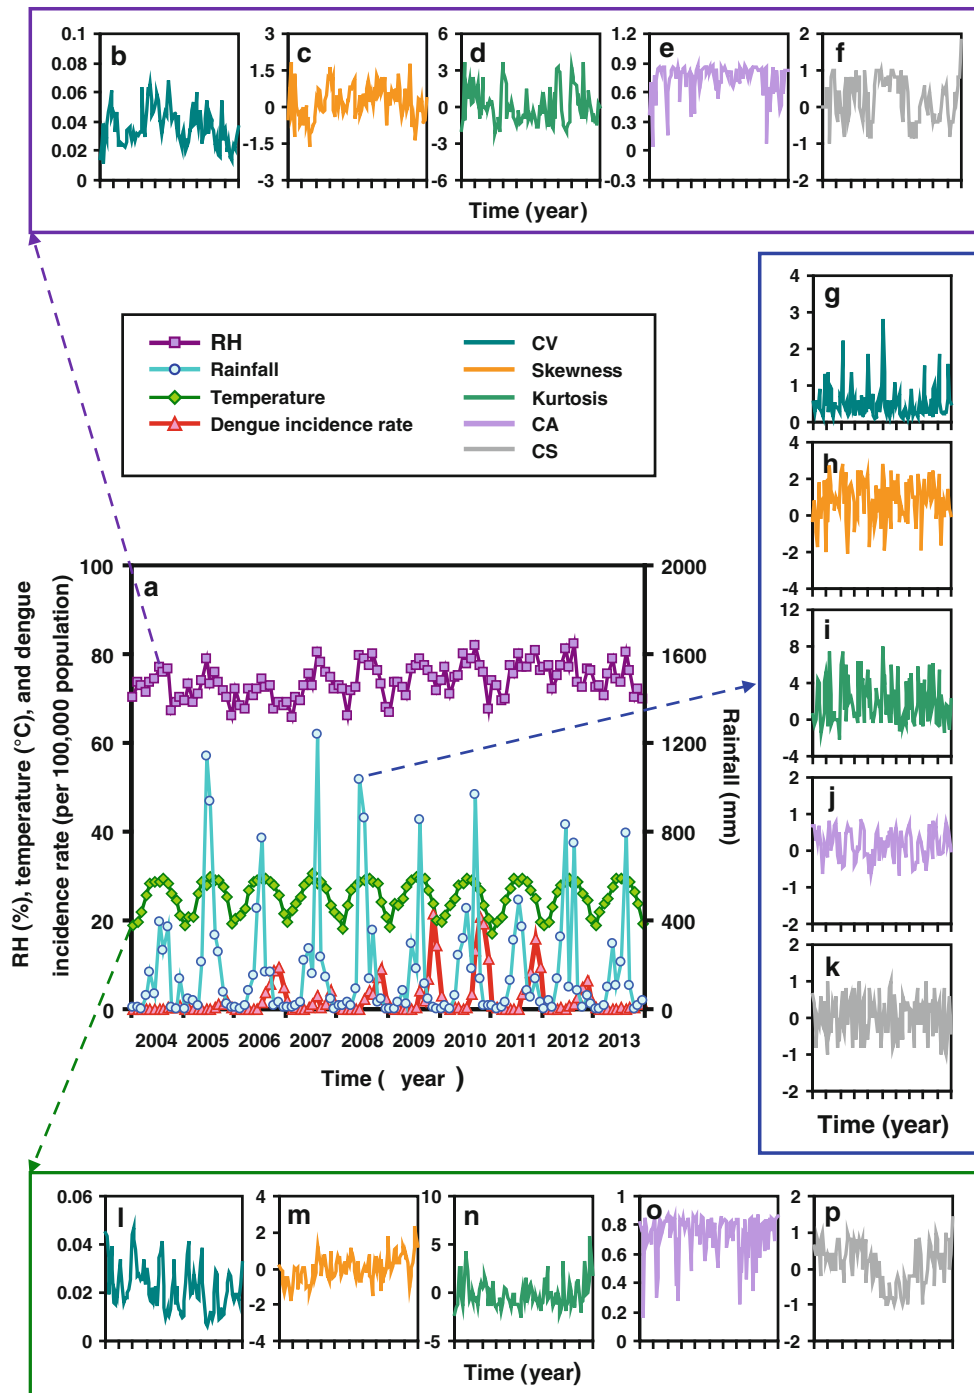 b c d e f
0.1 3 6 1.2 2
0.08 1.5 3 0.9 1
0.06 0.6
0.04 0 0 0.3 0
0.02 -1.5 -3 0 -1
0 -3 -6 -0.3 -2
Time (year)
g
4
3
2
1
0
RH
Rainfall
Temperature
Dengue incidence rate
CV
Skewness
Kurtosis
CA
CS
h
4
2
0
-2
-4
a
RH (%), temperature (°C), and dengue
incidence rate (per 100,000 population)
100
80
60
40
20
0
2000
1600
1200
800
400
0
Rainfall (mm)
2004 2005 2006 2007 2008 2009 2010 2011 2012 2013
Time ( year )
i
12
8
4
0
-4
j
2
1
0
-1
-2
k
2
1
0
-1
-2
Time (year)
l m n o p
0.06 4 10 1 2
0.8
0.04 2 5 1
0.6
0 0
0.02 0 0.4
-2 -1
0.2
0 -4 -5 0 -2
Time (year)